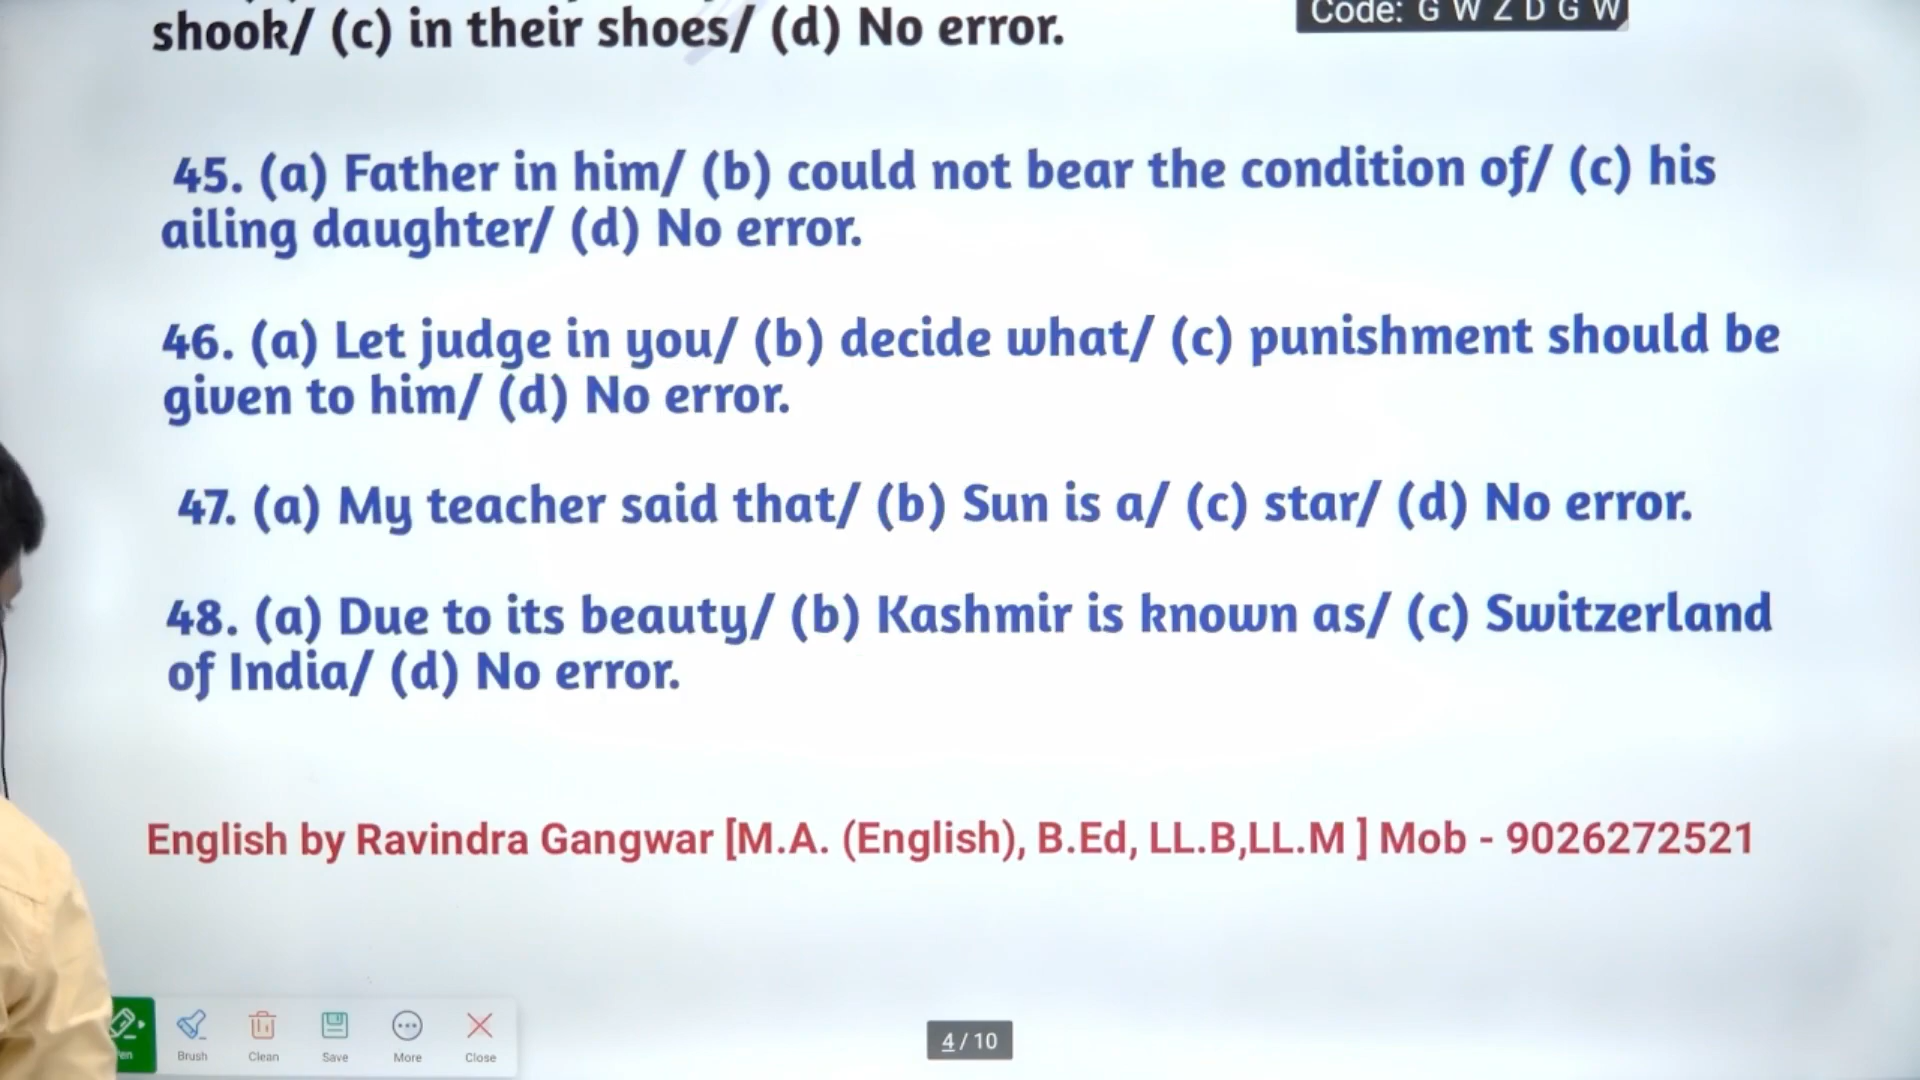 Code: G W Z D G W
shook/ (c) in their shoes/ (d) No error.
45. (a) Father in him/ (b) could not bear the condition of/ (c) his
ailing daughter/ (d) No error.
46. (a) Let judge in you/ (b) decide what/ (c) punishment should be
given to him/ (d) No error.
47. (a) My teacher said that/ (b) Sun is a/ (c) star/ (d) No error.
48. (a) Due to its beauty/ (b) Kashmir is known as/ (c) Switzerland
of India/ (d) No error.
English by Ravindra Gangwar [M.A. (English), B.Ed, LL.B,LL.M ] Mob - 9026272521
Brush Clean Save More Close
4 / 10